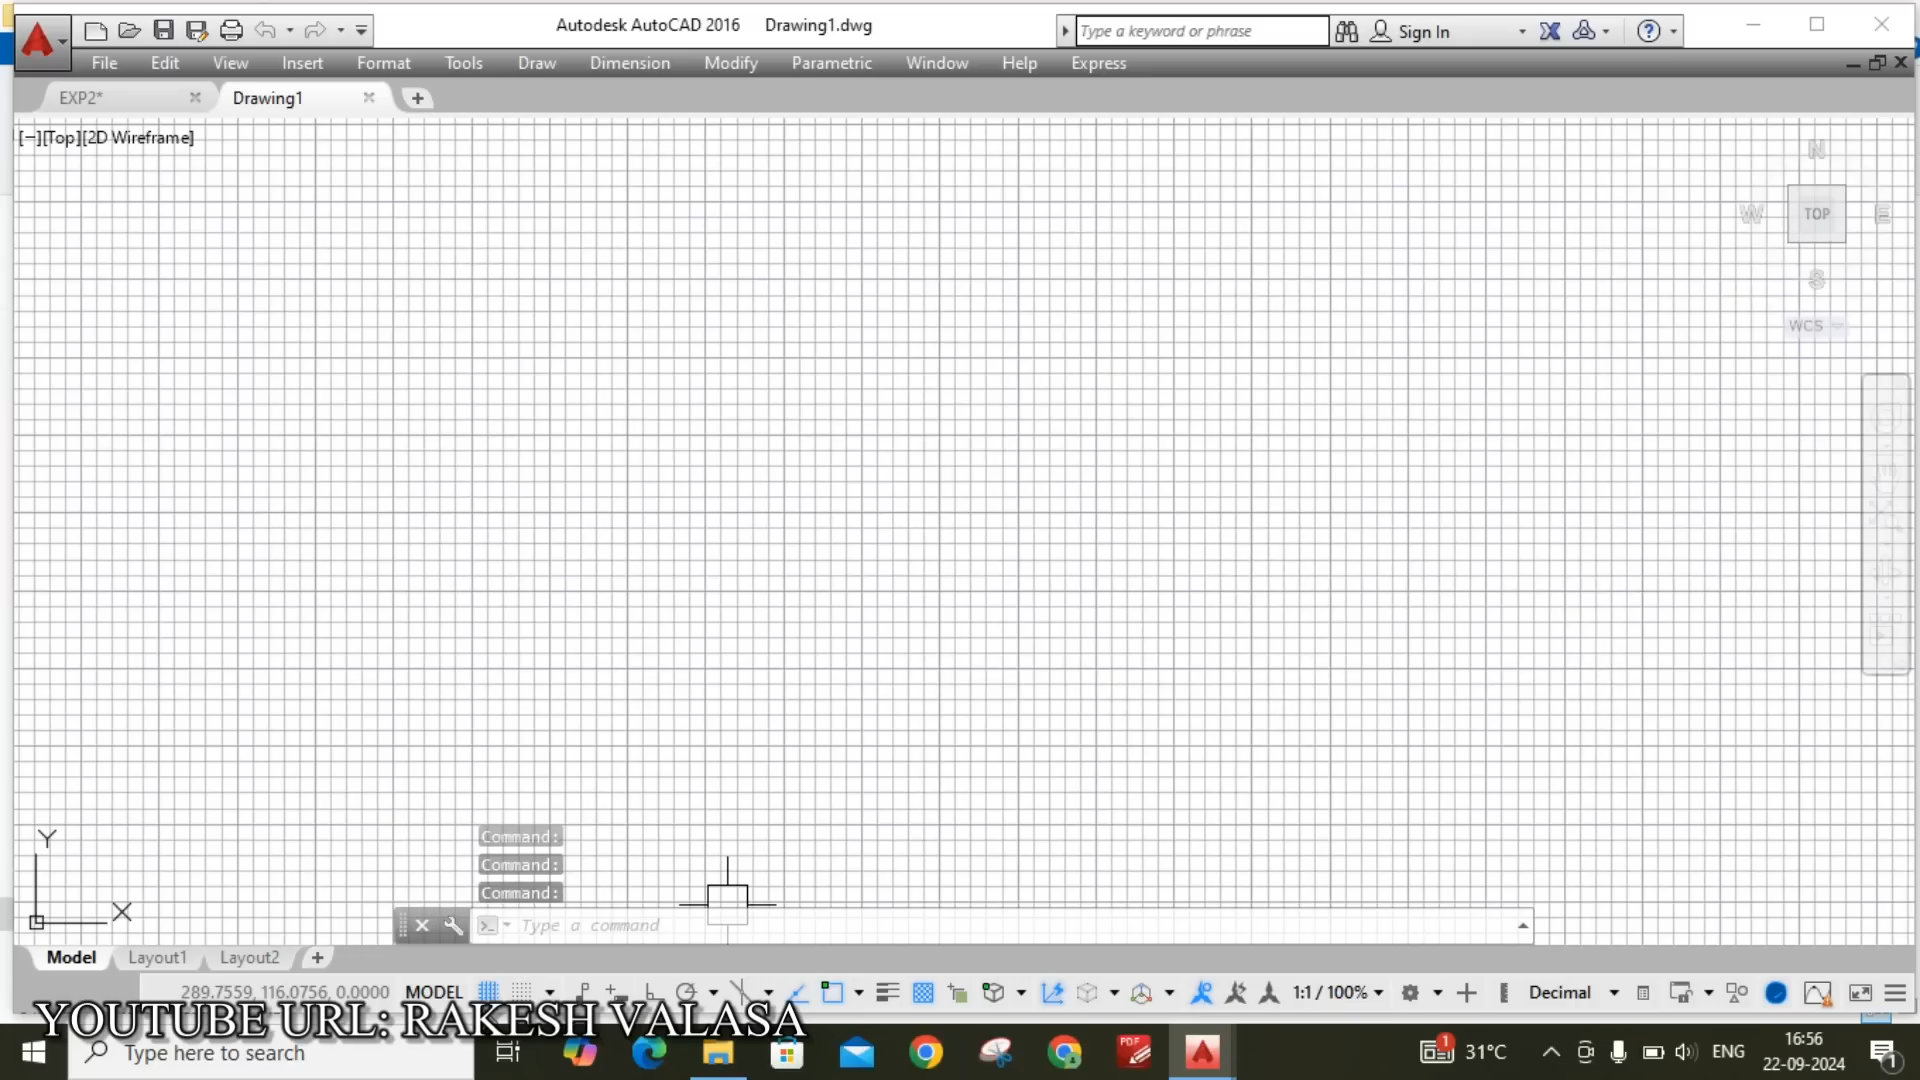 Autodesk AutoCAD 2016 Drawing1.dwg
Type a keyword or phrase
Sign In
File Edit View Insert Format Tools Draw Dimension Modify Parametric Window Help Express
EXP2*
Drawing1
[−][Top][2D Wireframe]
N
W TOP E
S
WCS
Y
X
Command:
Command:
Command:
Type a command
Model Layout1 Layout2
289.7559, 116.0756, 0.0000 MODEL 1:1 / 100% Decimal
YOUTUBE URL: RAKESH VALASA
Type here to search
PDF
1
31°C
ENG
16:56
22-09-2024
1